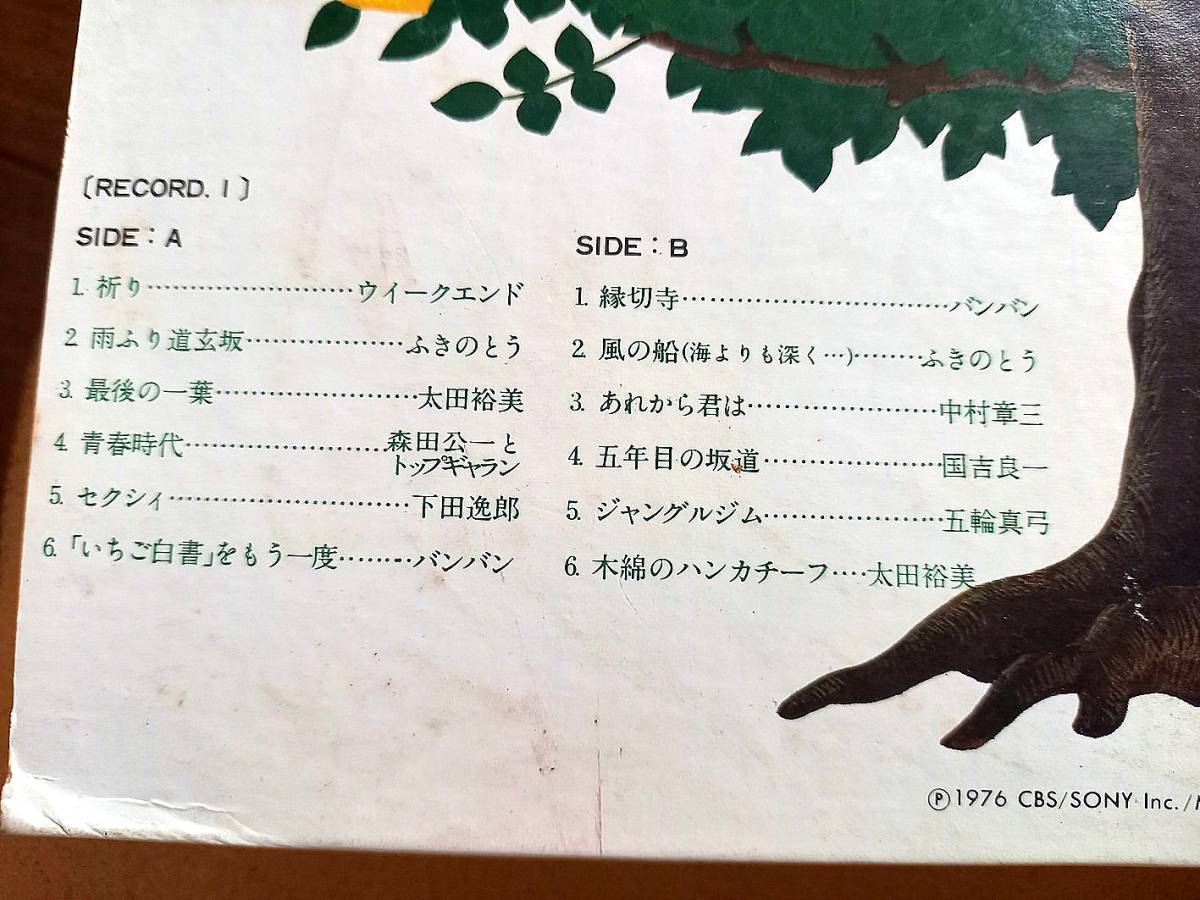 〔RECORD. 1〕
SIDE : A
1. 祈り……………………ウイークエンド
2. 雨ふり道玄坂………………ふきのとう
3. 最後の一葉……………………太田裕美
4. 青春時代……………………森田公一と
トップギャラン
5. セクシィ………………………下田逸郎
6. 「いちご白書」をもう一度………バンバン
SIDE : B
1. 縁切寺…………………………バンバン
2. 風の船(海よりも深く…)………ふきのとう
3. あれから君は…………………中村章三
4. 五年目の坂道…………………国吉良一
5. ジャングルジム…………………五輪真弓
6. 木綿のハンカチーフ‥‥太田裕美
Ⓟ1976 CBS/SONY Inc./